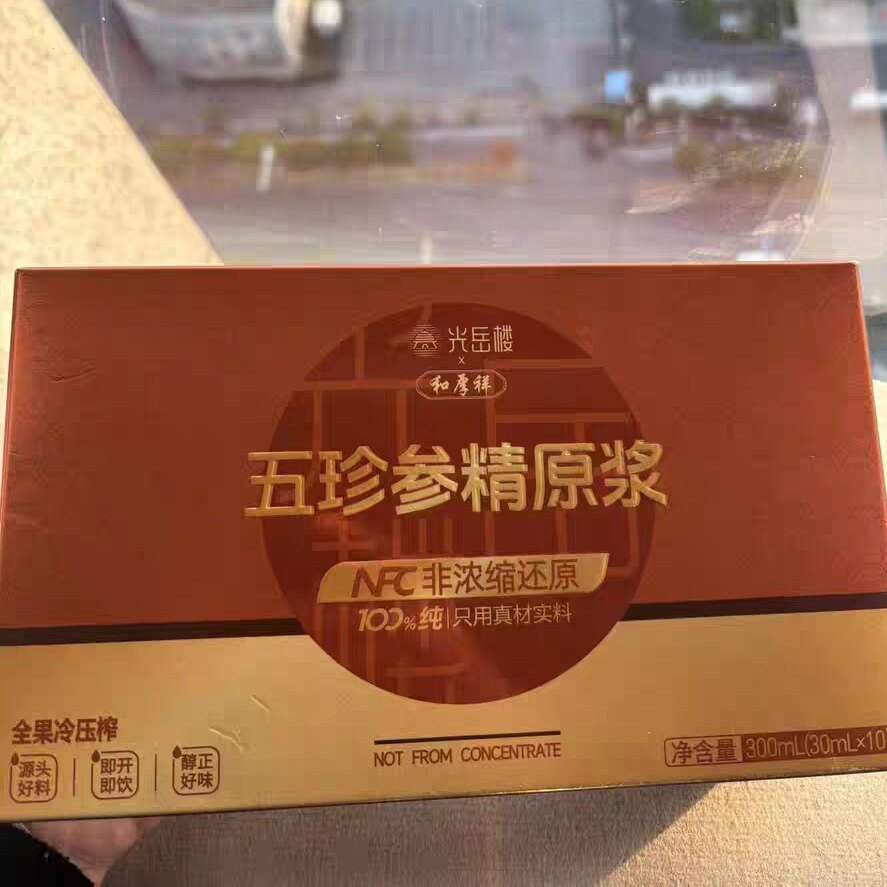 光岳楼
x
和厚祥
五珍参精原浆
NFC非浓缩还原
100%纯|只用真材实料
全果冷压榨
源头好料 | 即开即饮 | 醇正好味
NOT FROM CONCENTRATE
净含量 300mL(30mL×10